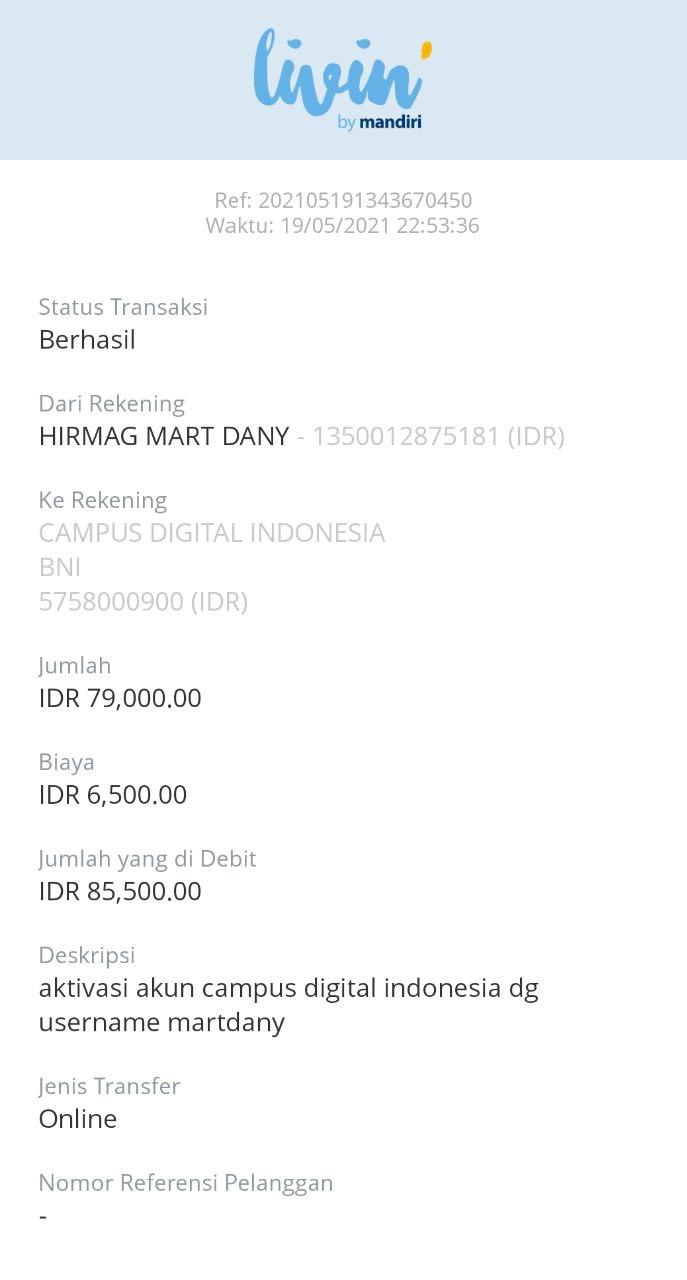 livin'
by mandiri
Ref: 202105191343670450
Waktu: 19/05/2021 22:53:36
Status Transaksi
Berhasil
Dari Rekening
HIRMAG MART DANY - 1350012875181 (IDR)
Ke Rekening
CAMPUS DIGITAL INDONESIA
BNI
5758000900 (IDR)
Jumlah
IDR 79,000.00
Biaya
IDR 6,500.00
Jumlah yang di Debit
IDR 85,500.00
Deskripsi
aktivasi akun campus digital indonesia dg
username martdany
Jenis Transfer
Online
Nomor Referensi Pelanggan
-